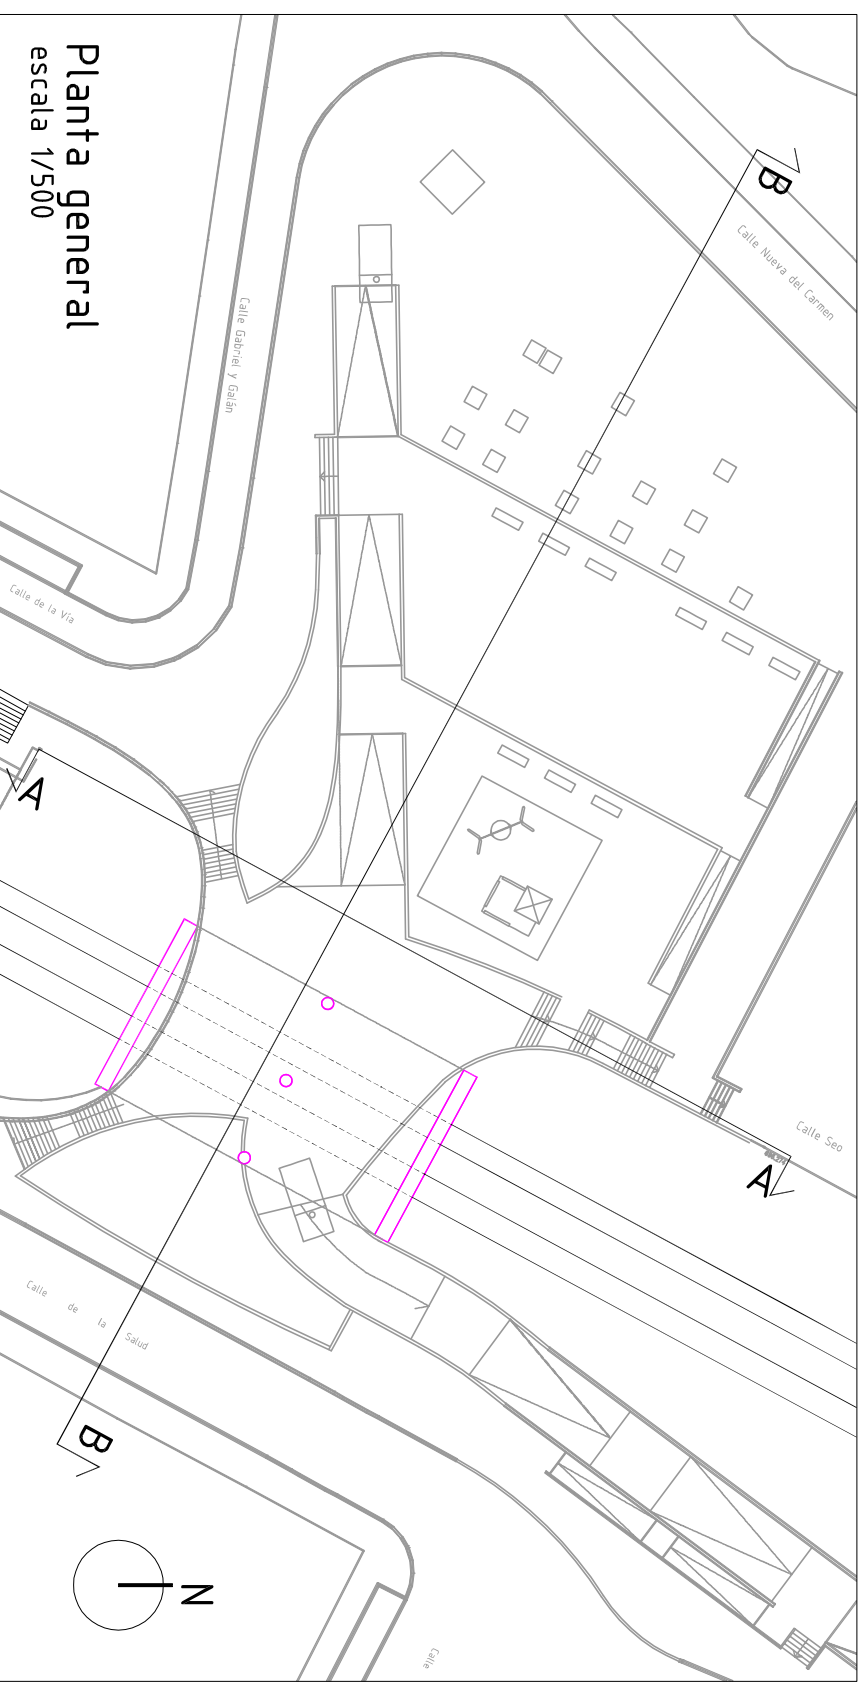 Planta general
escala 1/500
B
Calle Nueva del Carmen
Calle Gabriel y Galán
Calle de la Vía
A
Calle Seo
A
Calle de la Salud
B
N
Calle